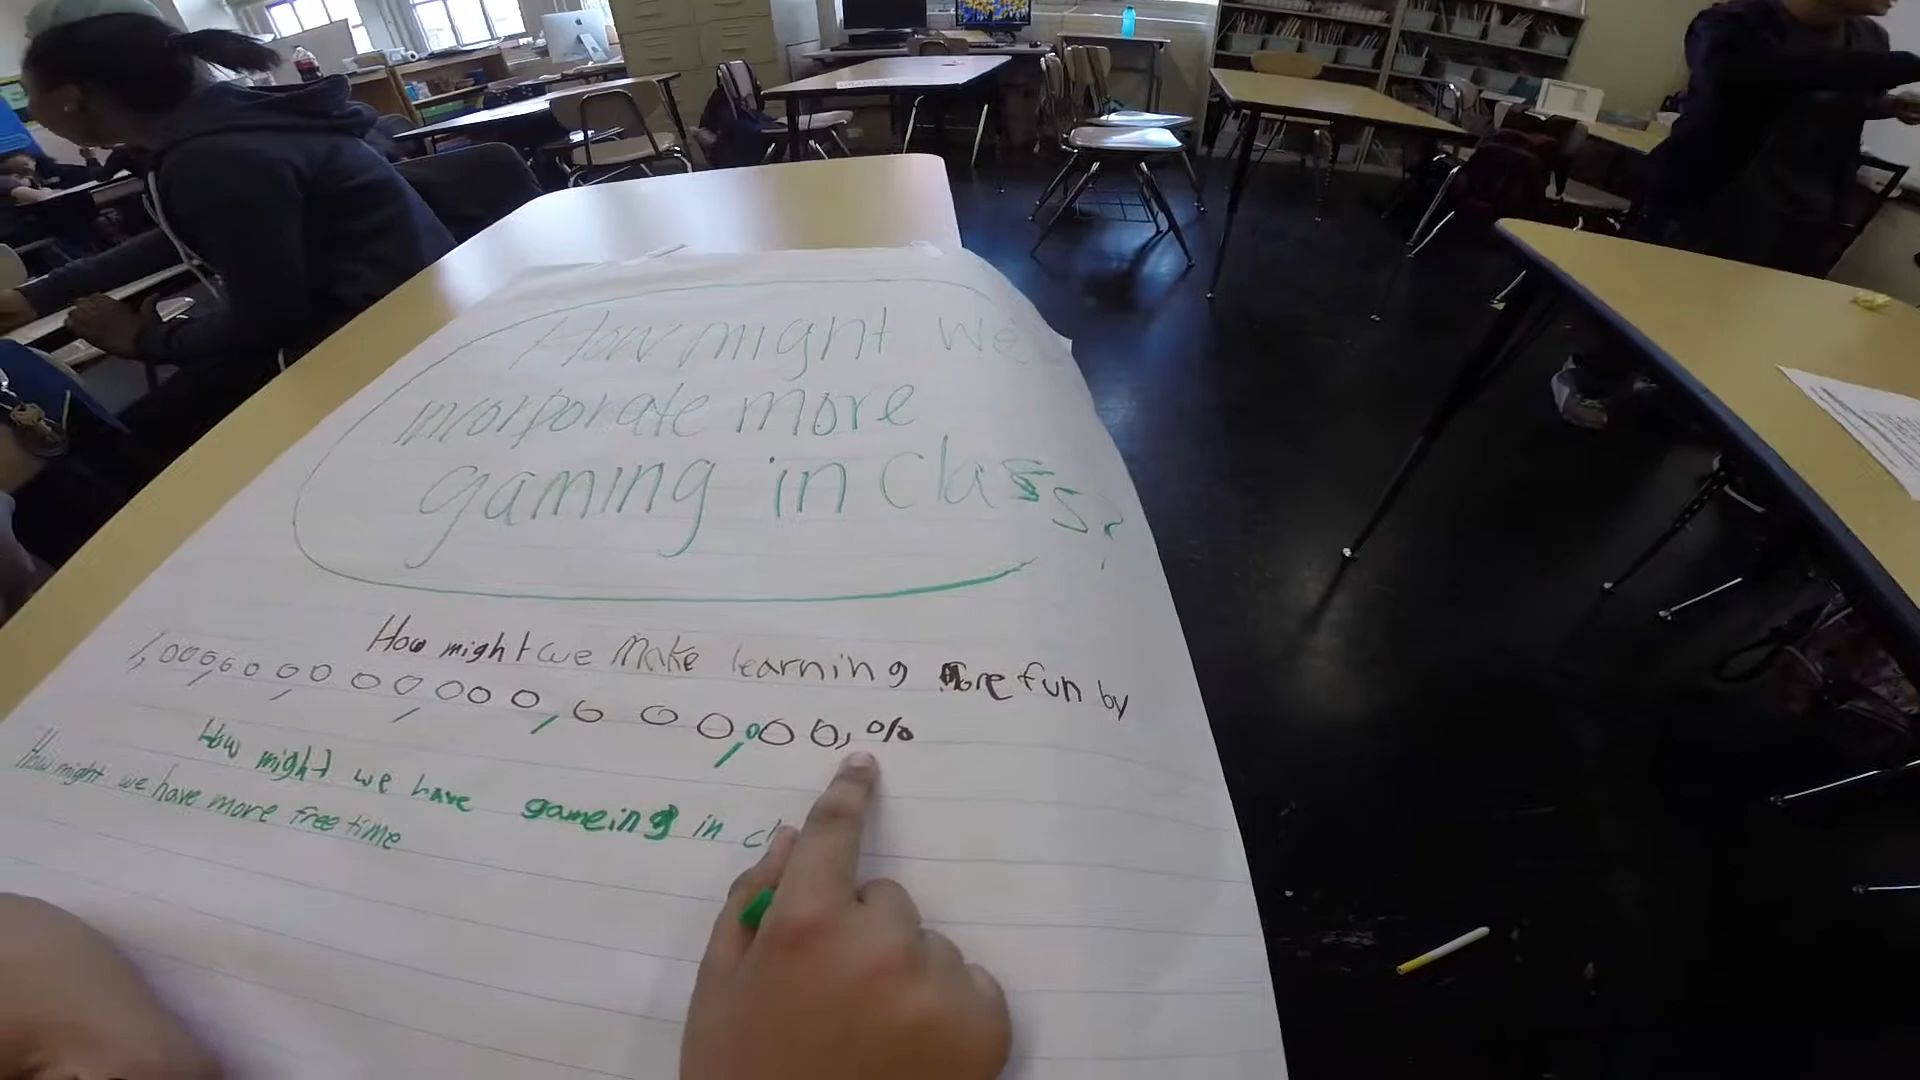 How might we
incorporate more
gaming in class?
How might we make learning more fun by
1,000,000,000,000,000,000,%
How might we have gameing in cl
How might we have more free time